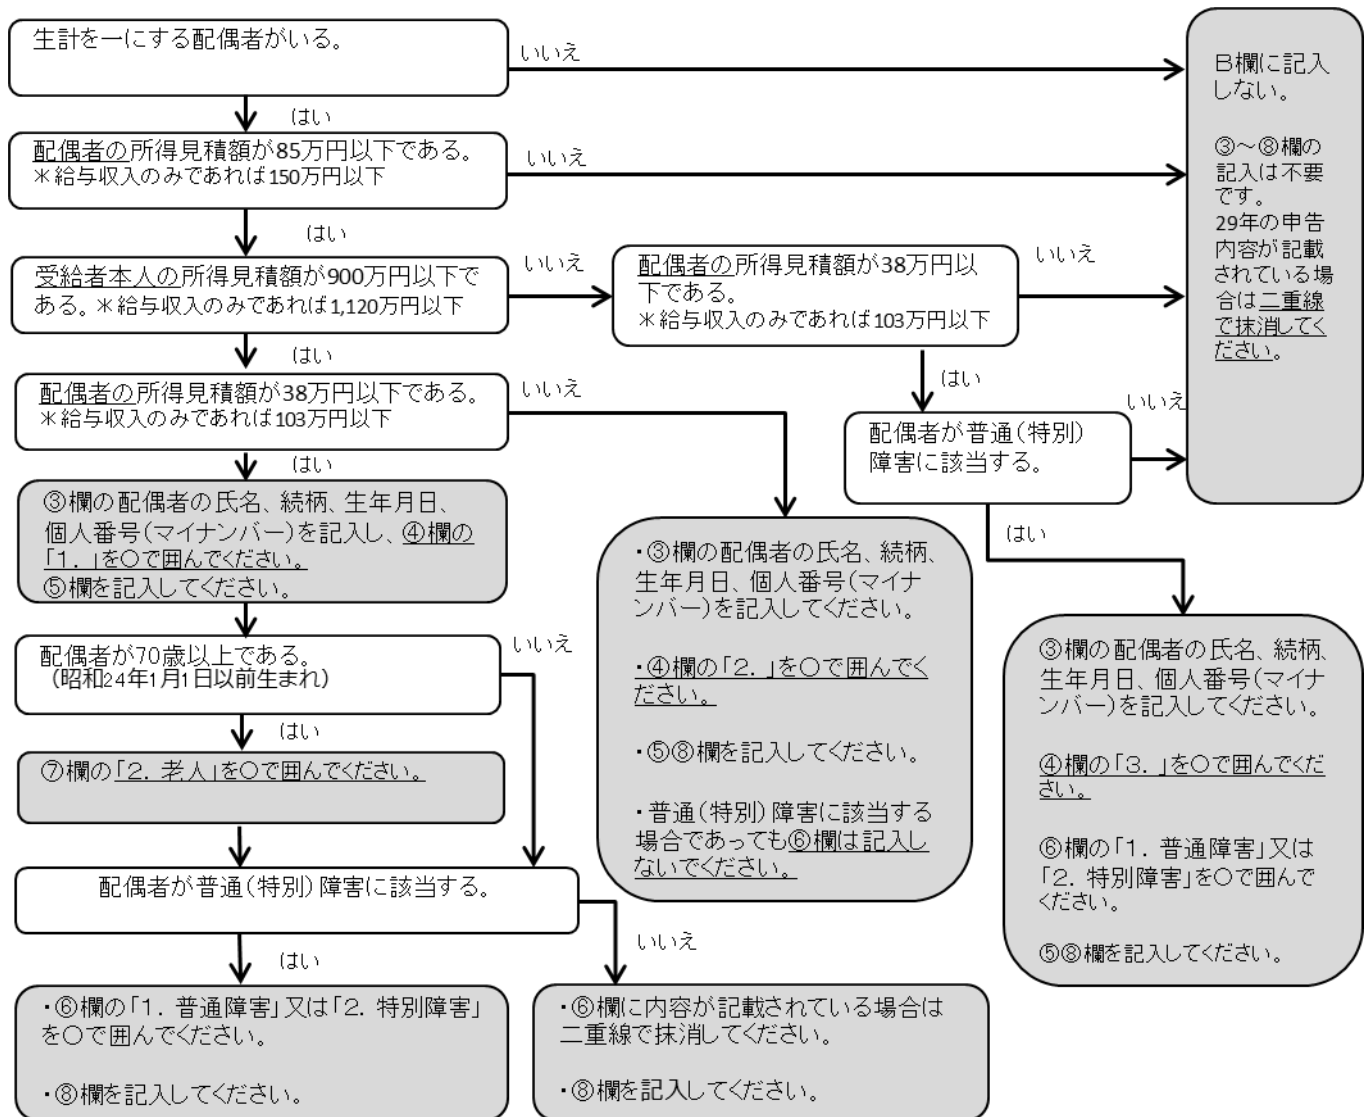 生計を一にする配偶者がいる。
いいえ
はい
配偶者の所得見積額が85万円以下である。
＊給与収入のみであれば150万円以下
いいえ
はい
受給者本人の所得見積額が900万円以下で
ある。＊給与収入のみであれば1,120万円以下
いいえ
配偶者の所得見積額が38万円以
下である。
＊給与収入のみであれば103万円以下
いいえ
はい
はい
配偶者の所得見積額が38万円以下である。
＊給与収入のみであれば103万円以下
いいえ
はい
配偶者が普通（特別）
障害に該当する。
いいえ
はい
B欄に記入
しない。
③～⑧欄の
記入は不要
です。
29年の申告
内容が記載
されている場
合は二重線
で抹消してく
ださい。
③欄の配偶者の氏名、続柄、生年月日、
個人番号（マイナンバー）を記入し、④欄の
「1．」を〇で囲んでください。
⑤欄を記入してください。
配偶者が70歳以上である。
（昭和24年1月1日以前生まれ）
いいえ
はい
⑦欄の「2．老人」を〇で囲んでください。
配偶者が普通（特別）障害に該当する。
はい
いいえ
・⑥欄の「1．普通障害」又は「2．特別障害」
を〇で囲んでください。
・⑧欄を記入してください。
・⑥欄に内容が記載されている場合は
二重線で抹消してください。
・⑧欄を記入してください。
・③欄の配偶者の氏名、続柄、
生年月日、個人番号（マイナ
ンバー）を記入してください。
・④欄の「2．」を〇で囲んでく
ださい。
・⑤⑧欄を記入してください。
・普通（特別）障害に該当する
場合であっても⑥欄は記入し
ないでください。
③欄の配偶者の氏名、続柄、
生年月日、個人番号（マイナ
ンバー）を記入してください。
④欄の「3．」を〇で囲んでくだ
さい。
⑥欄の「1．普通障害」又は
「2．特別障害」を〇で囲んで
ください。
⑤⑧欄を記入してください。